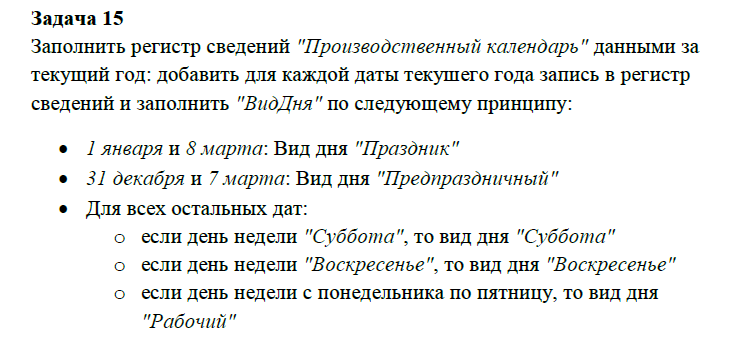 Задача 15
Заполнить регистр сведений "Производственный календарь" данными за
текущий год: добавить для каждой даты текушего года запись в регистр
сведений и заполнить "ВидДня" по следующему принципу:
• 1 января и 8 марта: Вид дня "Праздник"
• 31 декабря и 7 марта: Вид дня "Предпраздничный"
• Для всех остальных дат:
o если день недели "Суббота", то вид дня "Суббота"
o если день недели "Воскресенье", то вид дня "Воскресенье"
o если день недели с понедельника по пятницу, то вид дня
"Рабочий"